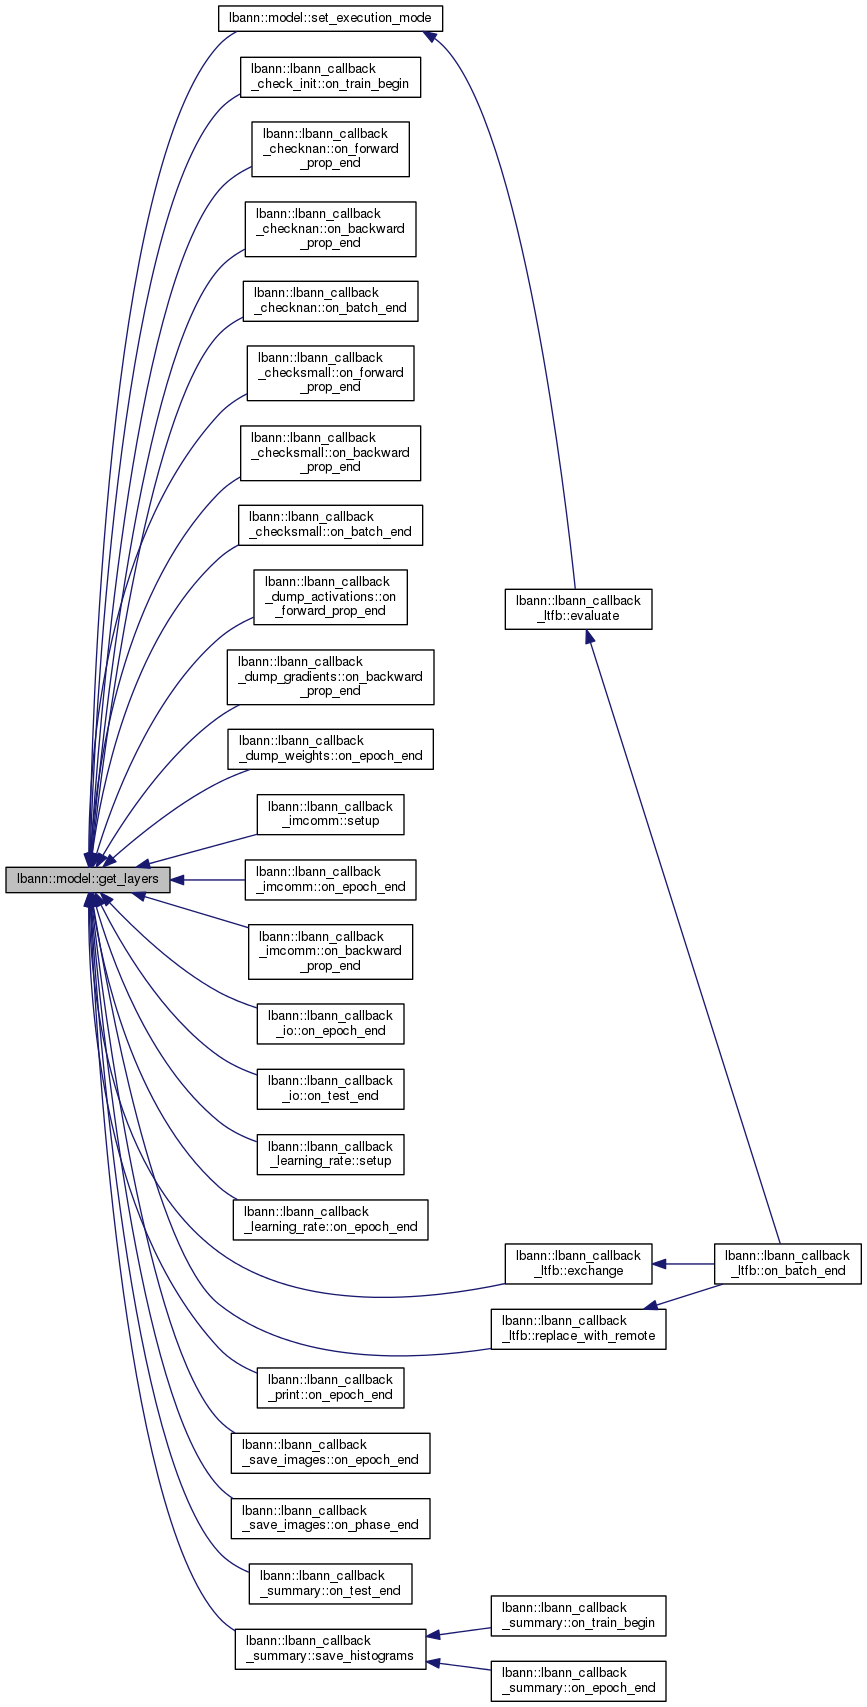 lbann::model::set_execution_mode
lbann::lbann_callback
_check_init::on_train_begin
lbann::lbann_callback
_checknan::on_forward
_prop_end
lbann::lbann_callback
_checknan::on_backward
_prop_end
lbann::lbann_callback
_checknan::on_batch_end
lbann::lbann_callback
_checksmall::on_forward
_prop_end
lbann::lbann_callback
_checksmall::on_backward
_prop_end
lbann::lbann_callback
_checksmall::on_batch_end
lbann::lbann_callback
_dump_activations::on
_forward_prop_end
lbann::lbann_callback
_ltfb::evaluate
lbann::lbann_callback
_dump_gradients::on_backward
_prop_end
lbann::lbann_callback
_dump_weights::on_epoch_end
lbann::lbann_callback
_imcomm::setup
lbann::model::get_layers
lbann::lbann_callback
_imcomm::on_epoch_end
lbann::lbann_callback
_imcomm::on_backward
_prop_end
lbann::lbann_callback
_io::on_epoch_end
lbann::lbann_callback
_io::on_test_end
lbann::lbann_callback
_learning_rate::setup
lbann::lbann_callback
_learning_rate::on_epoch_end
lbann::lbann_callback
_ltfb::exchange
lbann::lbann_callback
_ltfb::on_batch_end
lbann::lbann_callback
_ltfb::replace_with_remote
lbann::lbann_callback
_print::on_epoch_end
lbann::lbann_callback
_save_images::on_epoch_end
lbann::lbann_callback
_save_images::on_phase_end
lbann::lbann_callback
_summary::on_test_end
lbann::lbann_callback
_summary::save_histograms
lbann::lbann_callback
_summary::on_train_begin
lbann::lbann_callback
_summary::on_epoch_end